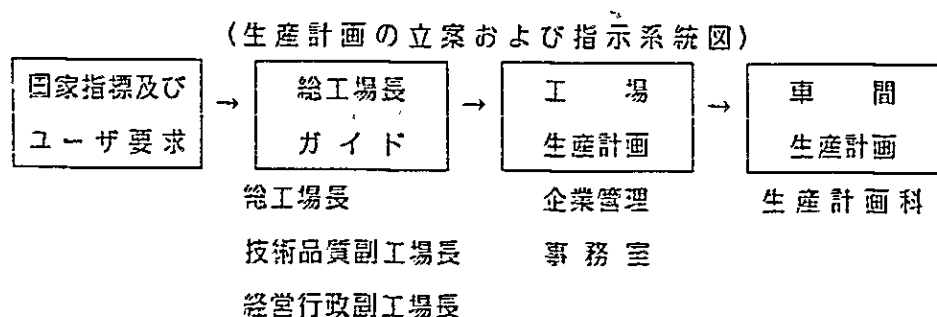 (生産計画の立案および指示系統図)
国家指標及び
ユーザ要求
→
総工場長
ガイド
→
工場
生産計画
→
車間
生産計画
総工場長
技術品質副工場長
経営行政副工場長
企業管理
事務室
生産計画科